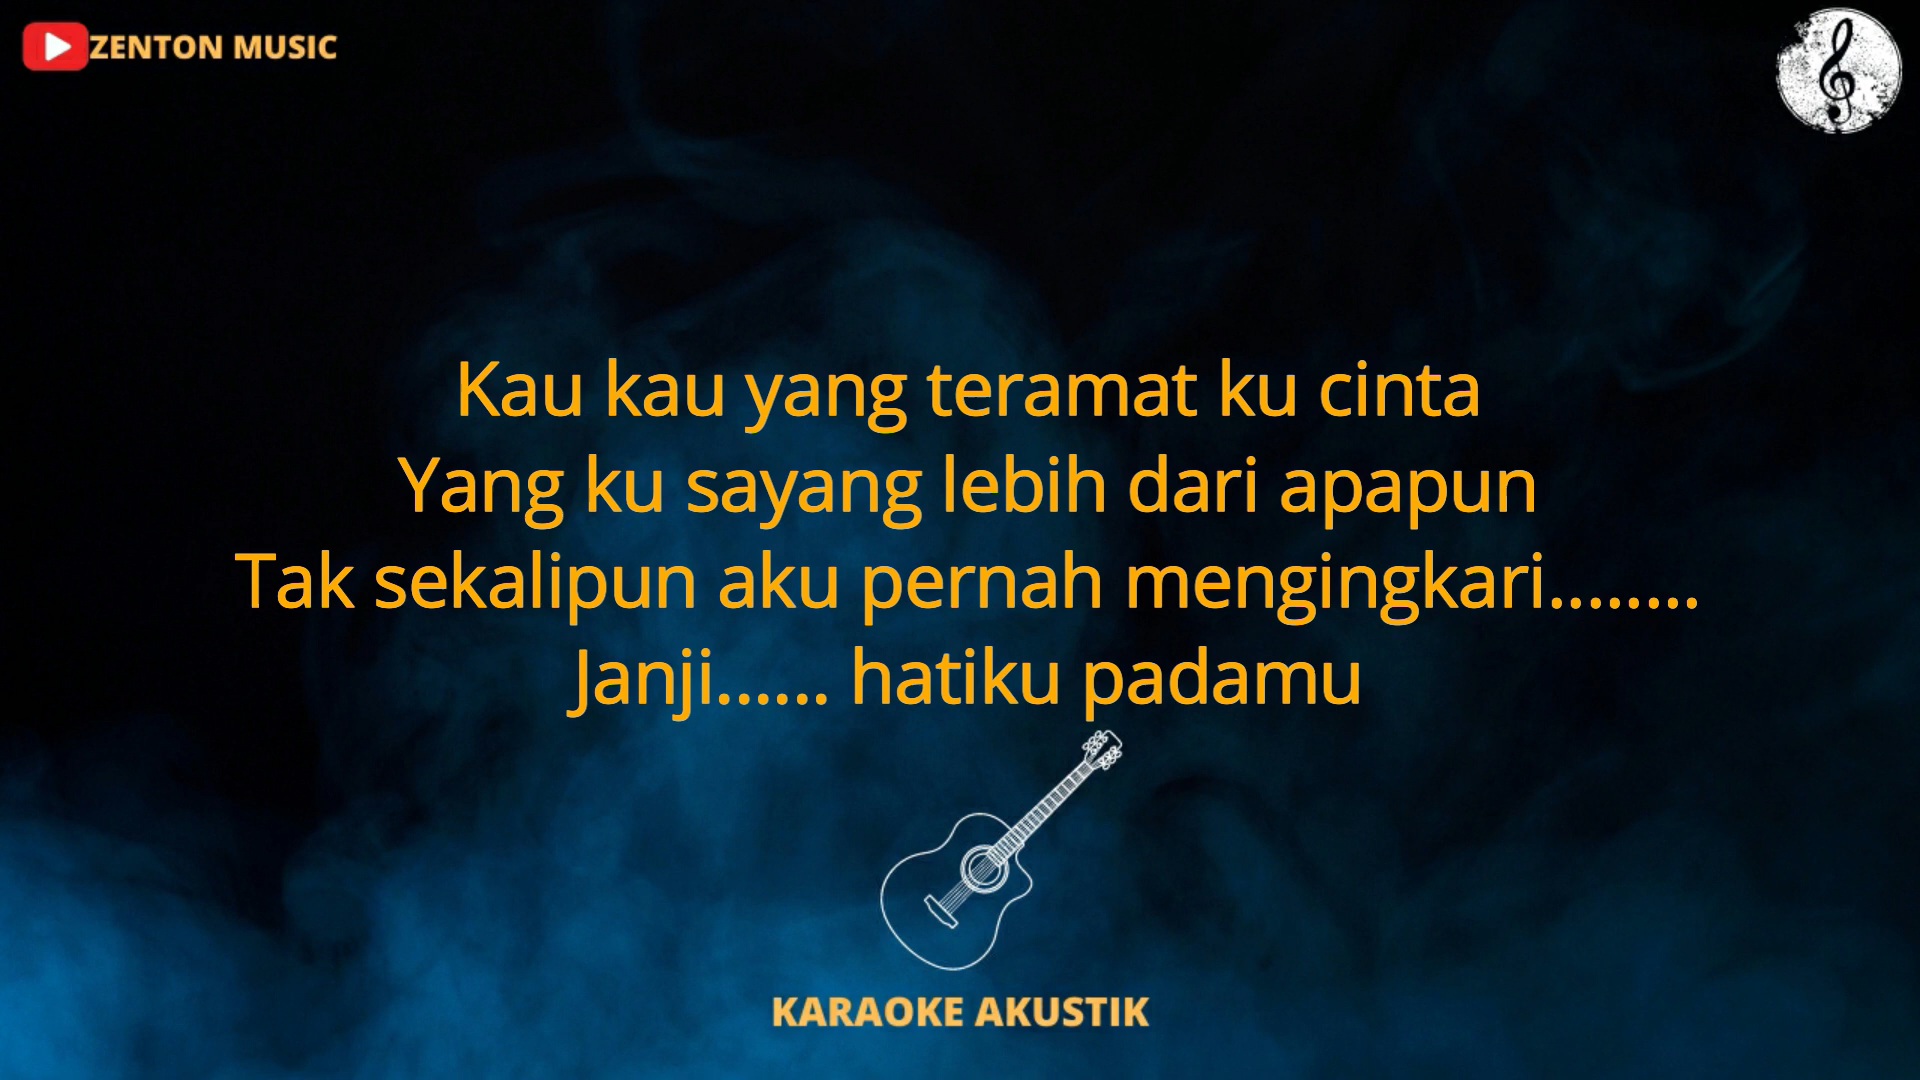 ZENTON MUSIC
Kau kau yang teramat ku cinta
Yang ku sayang lebih dari apapun
Tak sekalipun aku pernah mengingkari........
Janji...... hatiku padamu
KARAOKE AKUSTIK